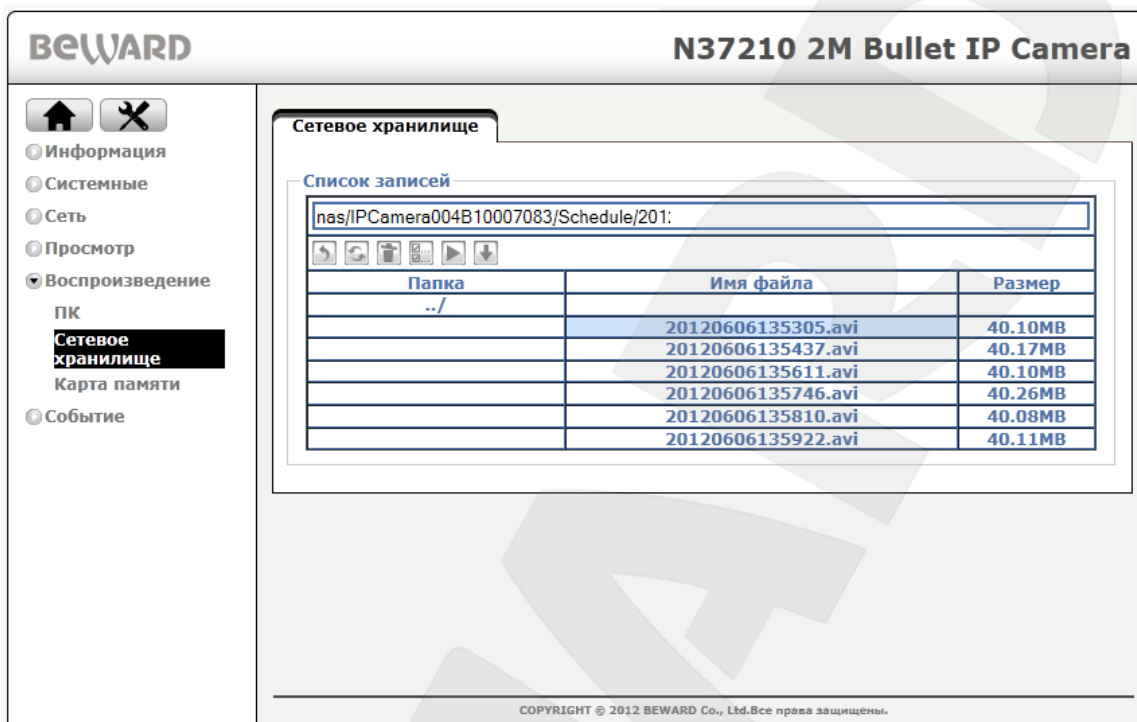 BEWARD
N37210 2M Bullet IP Camera
Информация
Системные
Сеть
Просмотр
Воспроизведение
ПК
Сетевое
хранилище
Карта памяти
Событие
Сетевое хранилище
Список записей
nas/IPCamera004B10007083/Schedule/2012
Папка Имя файла Размер
../
20120606135305.avi 40.10MB
20120606135437.avi 40.17MB
20120606135611.avi 40.10MB
20120606135746.avi 40.26MB
20120606135810.avi 40.08MB
20120606135922.avi 40.11MB
COPYRIGHT © 2012 BEWARD Co., Ltd.Все права защищены.